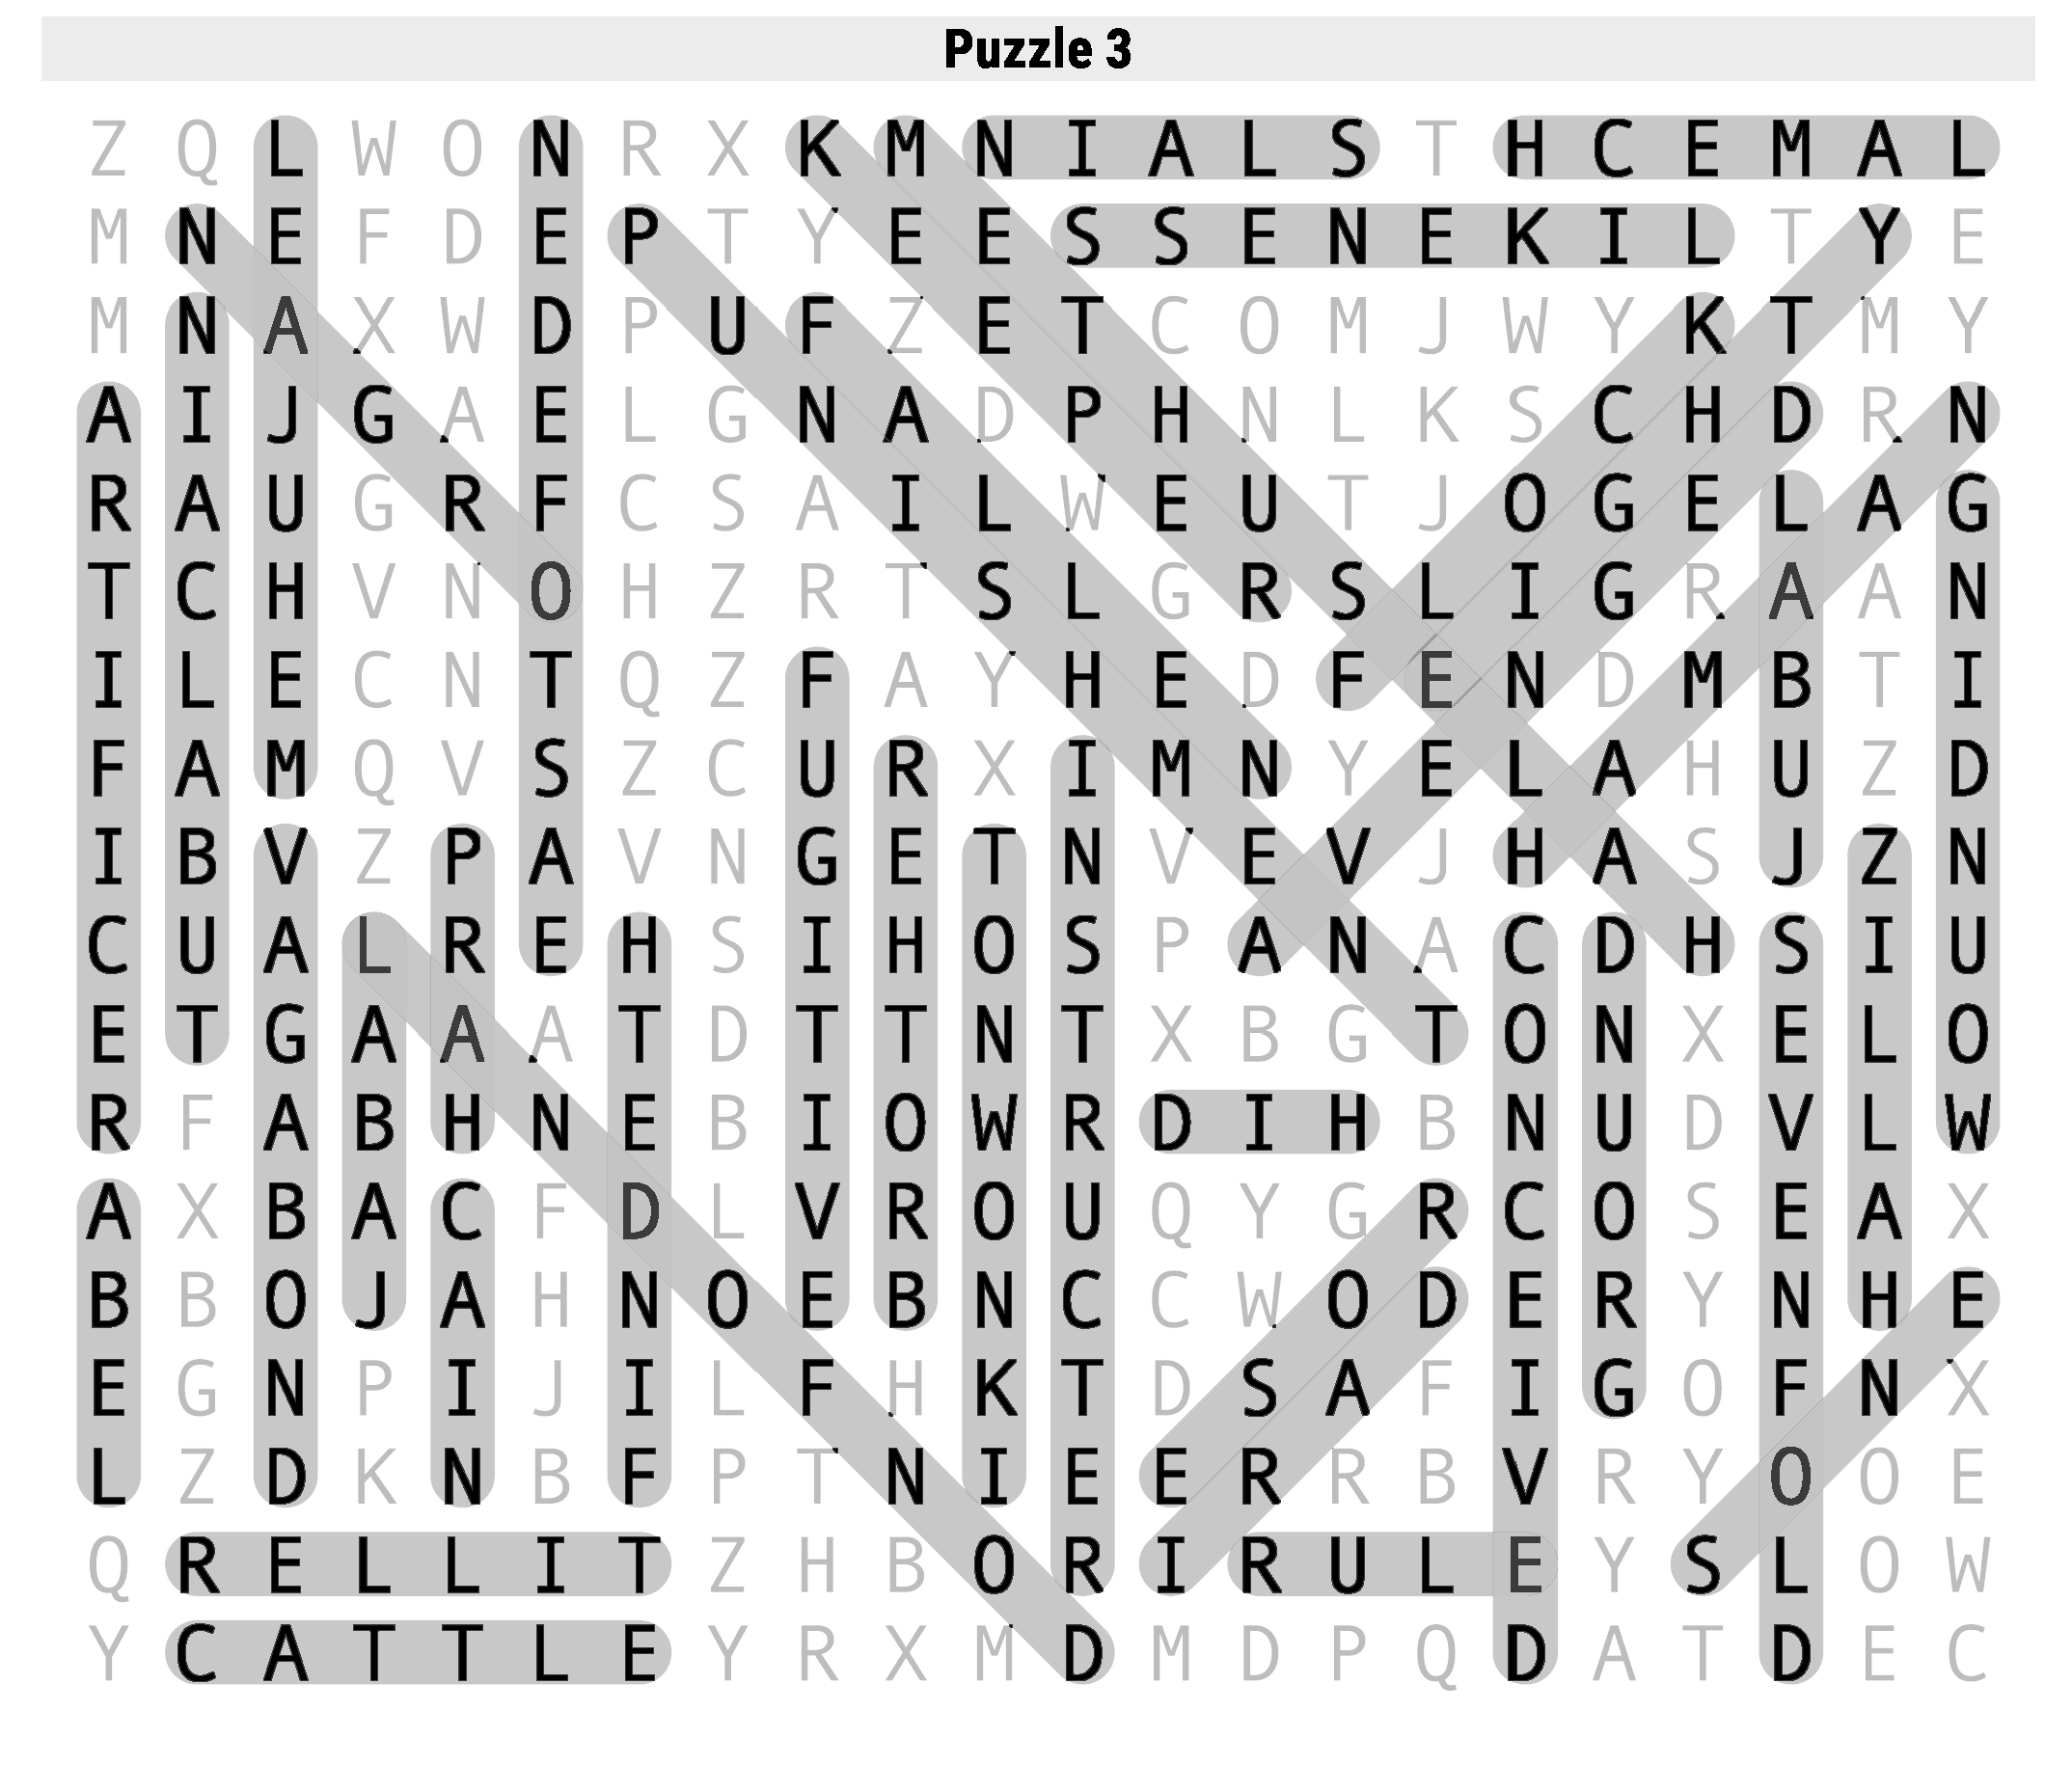 Puzzle 3
Z Q L W O N R X K M N I A L S T H C E M A L
M N E F D E P T Y E E S S E N E K I L T Y E
M N A X W D P U F Z E T C O M J W Y K T M Y
A I J G A E L G N A D P H N L K S C H D R N
R A U G R F C S A I L W E U T J O G E L A G
T C H V N O H Z R T S L G R S L I G R A A N
I L E C N T Q Z F A Y H E D F E N D M B T I
F A M Q V S Z C U R X I M N Y E L A H U Z D
I B V Z P A V N G E T N V E V J H A S J Z N
C U A L R E H S I H O S P A N A C D H S I U
E T G A A A T D T T N T X B G T O N X E L O
R F A B H N E B I O W R D I H B N U D V L W
A X B A C F D L V R O U Q Y G R C O S E A X
B B O J A H N O E B N C C W O D E R Y N H E
E G N P I J I L F H K T D S A F I G O F N X
L Z D K N B F P T N I E E R R B V R Y O O E
Q R E L L I T Z H B O R I R U L E Y S L O W
Y C A T T L E Y R X M D M D P Q D A T D E C